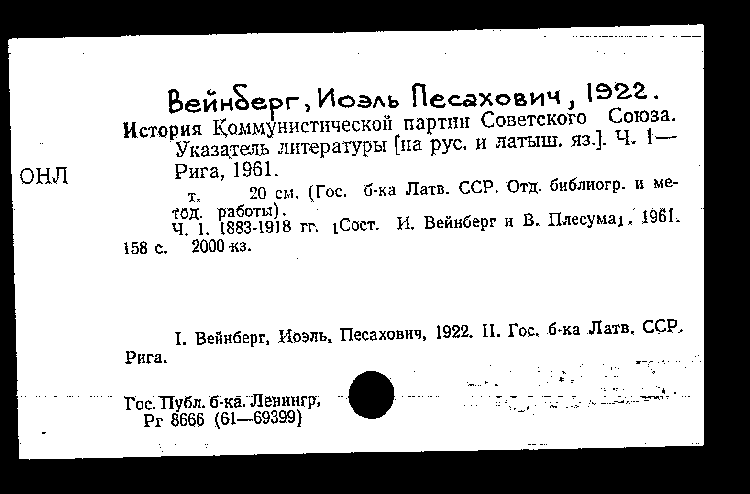 Вейнберг, Иоэль Песахович, 1922.
История Коммунистической партии Советского Союза.
Указатель литературы [на рус. и латыш. яз.]. Ч. 1—
ОНЛ
Рига, 1961.
т. 20 см. (Гос. б-ка Латв. ССР. Отд. библиогр. и ме-
тод. работы).
Ч. 1. 1883-1918 гг. [Сост. И. Вейнберг и В. Плесума]. 1961.
158 с. 2000 кз.
I. Вейнберг, Иоэль, Песахович, 1922. II. Гос. б-ка Латв. ССР.
Рига.
Гос. Публ. б-ка. Ленингр.
Рг 8666 (61—69399)